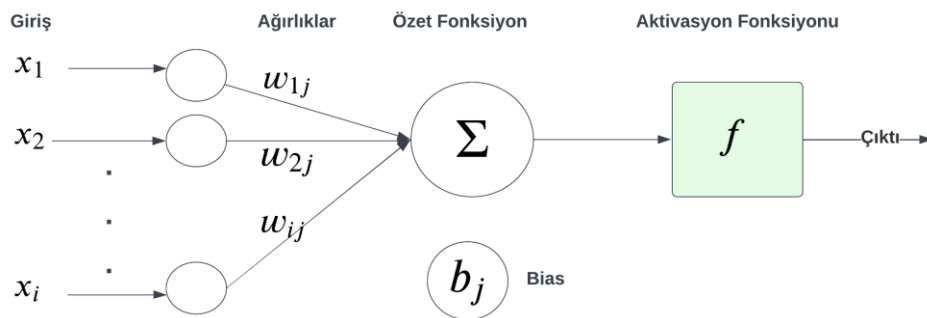 Giriş Ağırlıklar Özet Fonksiyon Aktivasyon Fonksiyonu
x₁ w₁ⱼ
x₂ w₂ⱼ Σ f Çıktı
wᵢⱼ
xᵢ bⱼ Bias